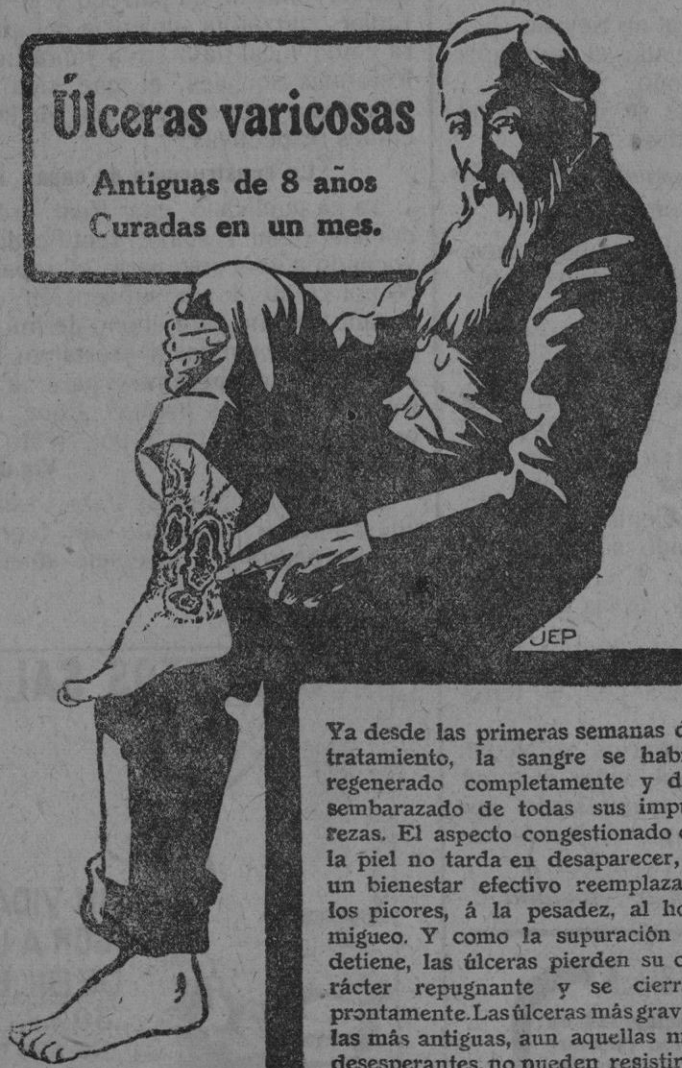 Úlceras varicosas
Antiguas de 8 años
Curadas en un mes.
JEP
Ya desde las primeras semanas
tratamiento, la sangre se
regenerado completamente y
sembarazado de todas sus
rezas. El aspecto congestionado
la piel no tarda en desaparecer,
un bienestar efectivo reemplaza
los picores, á la pesadez, al
migueo. Y como la supuración
detiene, las úlceras pierden su
rácter repugnante y se
prontamente. Las úlceras más
las más antiguas, aun aquellas
desesperantes no pueden